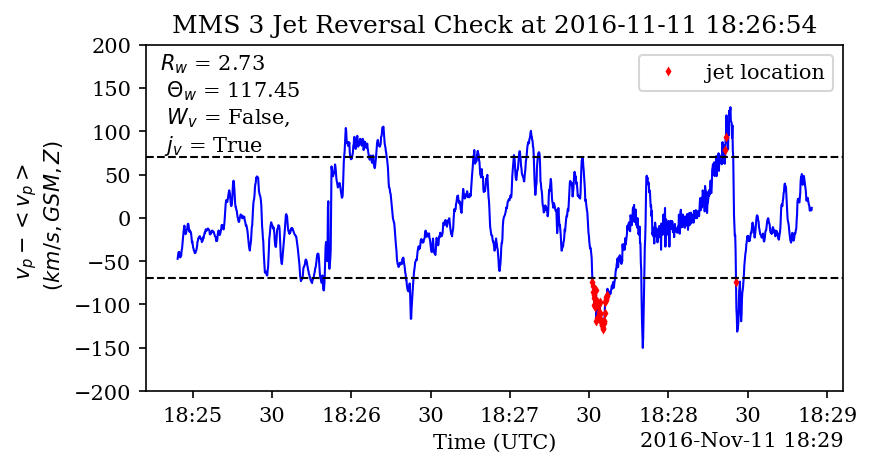 MMS 3 Jet Reversal Check at 2016-11-11 18:26:54
R_w = 2.73
Θ_w = 117.45
W_v = False,
j_v = True
jet location
200
150
100
50
0
−50
−100
−150
−200
v_p − < v_p >
(km/s, GSM, Z)
18:25 30 18:26 30 18:27 30 18:28 30 18:29
Time (UTC)
2016-Nov-11 18:29